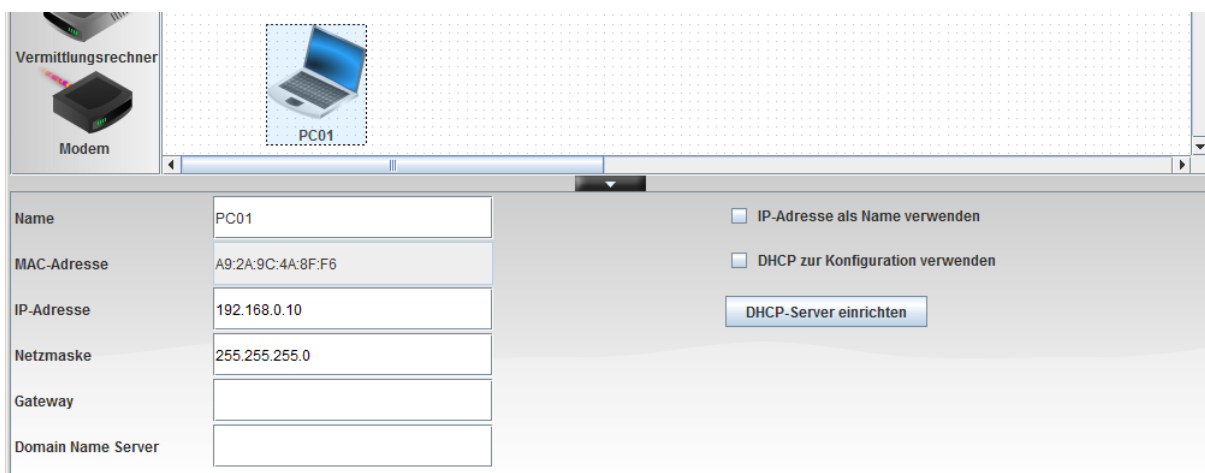 Vermittlungsrechner
Modem
PC01
Name
PC01
IP-Adresse als Name verwenden
MAC-Adresse
A9:2A:9C:4A:8F:F6
DHCP zur Konfiguration verwenden
IP-Adresse
192.168.0.10
DHCP-Server einrichten
Netzmaske
255.255.255.0
Gateway
Domain Name Server